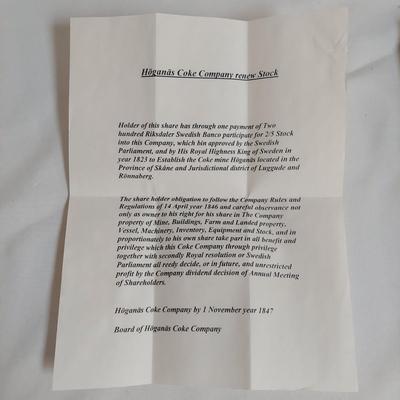 Höganäs Coke Company renew Stock
Holder of this share has through one payment of Two
hundred Riksdaler Swedish Banco participate for 2/5 Stock
into this Company, which bin approved by the Swedish
Parliament, and by His Royal Highness King of Sweden in
year 1825 to Establish the Coke mine Höganäs located in the
Province of Skåne and Jurisdictional district of Luggude and
Rönnaberg.
The share holder obligation to follow the Company Rules and
Regulations of 14 April year 1846 and careful observance not
only as owner to his right for his share in The Company
property of Mine, Buildings, Farm and Landed property,
Vessel, Machinery, Inventory, Equipment and Stock, and in
proportionately to his own share take part in all benefit and
privilege which this Coke Company through privilege
together with secondly Royal resolution or Swedish
Parliament all reedy decide, or in future, and unrestricted
profit by the Company dividend decision of Annual Meeting
of Shareholders.
Höganäs Coke Company by 1 November year 1847
Board of Höganäs Coke Company